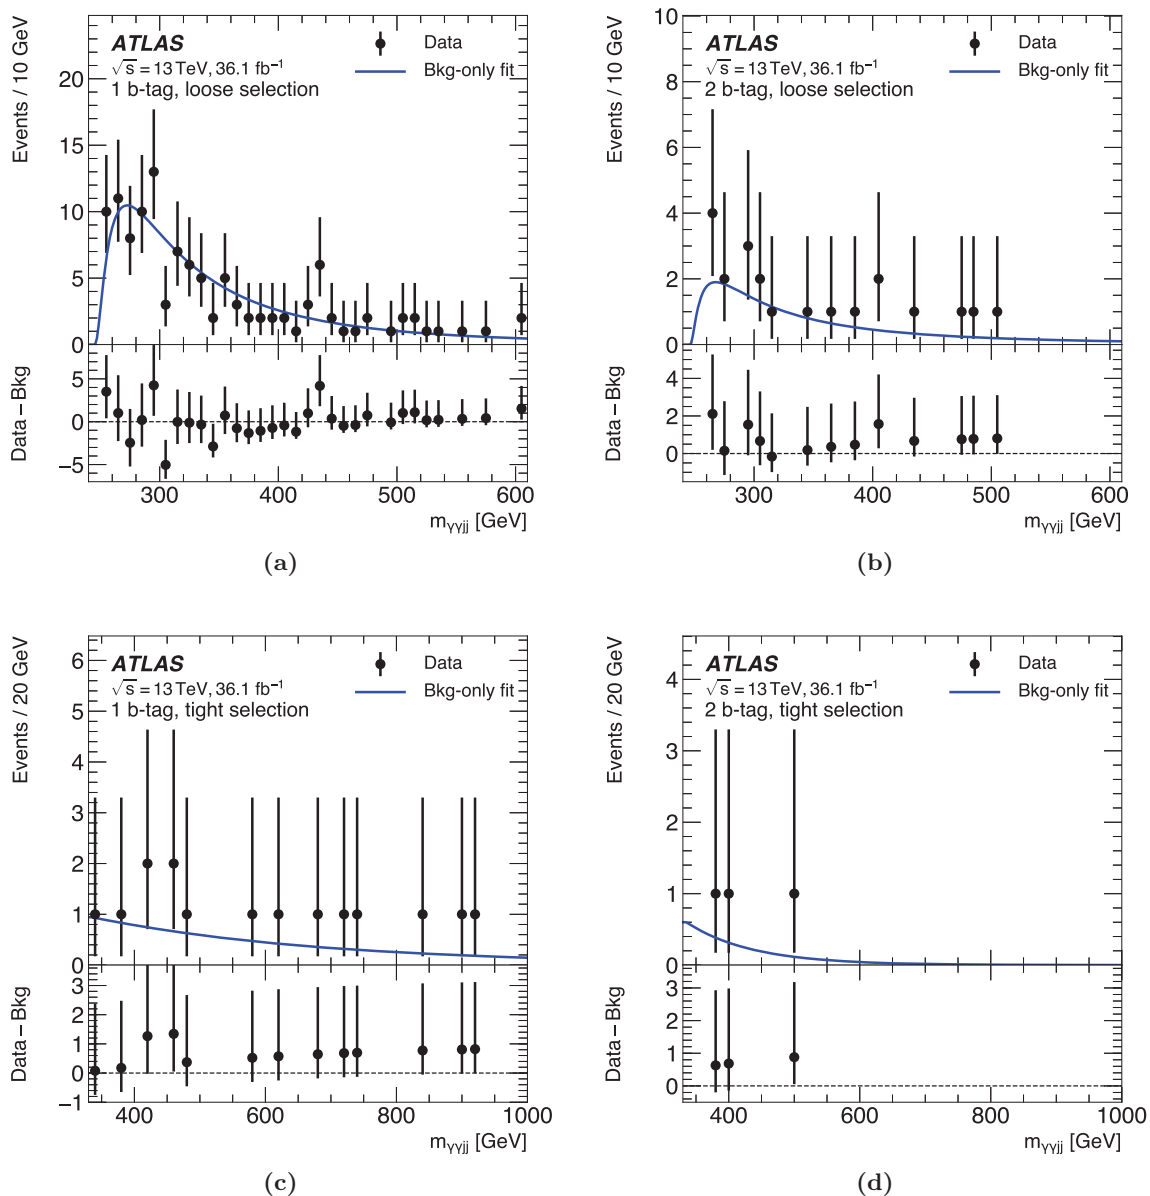 Events / 10 GeV
ATLAS
√s = 13 TeV, 36.1 fb⁻¹
1 b-tag, loose selection
Data
Bkg-only fit
20
15
10
5
0
Data − Bkg
5
0
−5
300 400 500 600
mγγjj [GeV]
(a)
Events / 10 GeV
ATLAS
√s = 13 TeV, 36.1 fb⁻¹
2 b-tag, loose selection
Data
Bkg-only fit
10
8
6
4
2
0
Data − Bkg
4
2
0
300 400 500 600
mγγjj [GeV]
(b)
Events / 20 GeV
ATLAS
√s = 13 TeV, 36.1 fb⁻¹
1 b-tag, tight selection
Data
Bkg-only fit
6
5
4
3
2
1
0
Data − Bkg
3
2
1
0
−1
400 600 800 1000
mγγjj [GeV]
(c)
Events / 20 GeV
ATLAS
√s = 13 TeV, 36.1 fb⁻¹
2 b-tag, tight selection
Data
Bkg-only fit
4
3
2
1
0
Data − Bkg
3
2
1
0
400 600 800 1000
mγγjj [GeV]
(d)